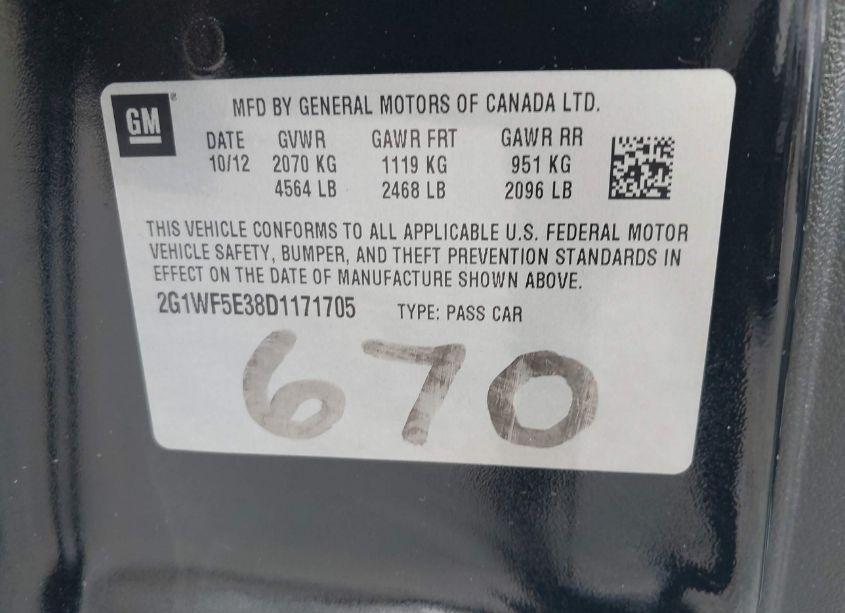 GM
MFD BY GENERAL MOTORS OF CANADA LTD.
DATE GVWR GAWR FRT GAWR RR
10/12 2070 KG 1119 KG 951 KG
4564 LB 2468 LB 2096 LB
THIS VEHICLE CONFORMS TO ALL APPLICABLE U.S. FEDERAL MOTOR
VEHICLE SAFETY, BUMPER, AND THEFT PREVENTION STANDARDS IN
EFFECT ON THE DATE OF MANUFACTURE SHOWN ABOVE.
2G1WF5E38D1171705 TYPE: PASS CAR
670